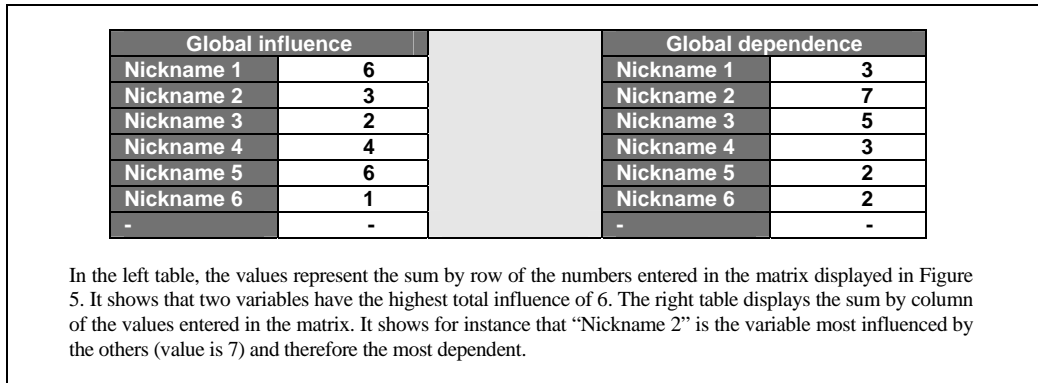 Global influence Global dependence
Nickname 1 6 Nickname 1 3
Nickname 2 3 Nickname 2 7
Nickname 3 2 Nickname 3 5
Nickname 4 4 Nickname 4 3
Nickname 5 6 Nickname 5 2
Nickname 6 1 Nickname 6 2
- - - -
In the left table, the values represent the sum by row of the numbers entered in the matrix displayed in Figure
5. It shows that two variables have the highest total influence of 6. The right table displays the sum by column
of the values entered in the matrix. It shows for instance that “Nickname 2” is the variable most influenced by
the others (value is 7) and therefore the most dependent.